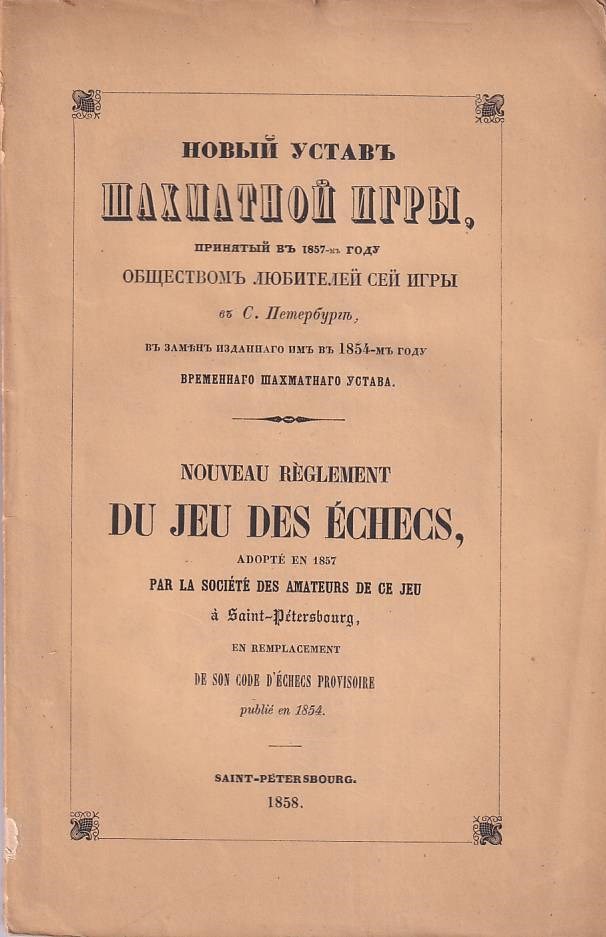 НОВЫЙ УСТАВЪ
ШАХМАТНОЙ ИГРЫ,
ПРИНЯТЫЙ ВЪ 1857-мъ ГОДУ
ОБЩЕСТВОМЪ ЛЮБИТЕЛЕЙ СЕЙ ИГРЫ
въ С. Петербургѣ,
ВЪ ЗАМѢНЪ ИЗДАННАГО ИМЪ ВЪ 1854-МЪ ГОДУ
ВРЕМЕННАГО ШАХМАТНАГО УСТАВА.
NOUVEAU RÈGLEMENT
DU JEU DES ÉCHECS,
ADOPTÉ EN 1857
PAR LA SOCIÉTÉ DES AMATEURS DE CE JEU
à Saint-Pétersbourg,
EN REMPLACEMENT
DE SON CODE D'ÉCHECS PROVISOIRE
publié en 1854.
SAINT-PÉTERSBOURG.
1858.